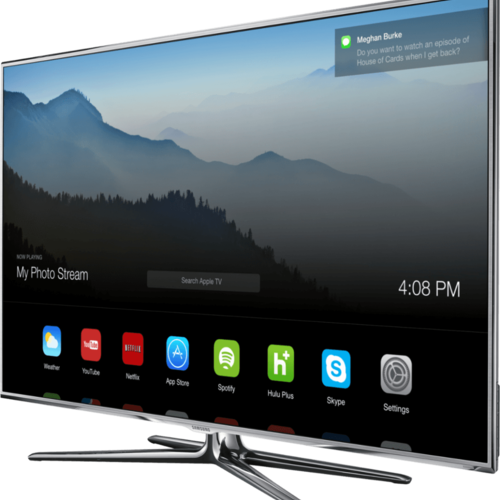 Meghan Burke
Do you want to watch an episode of
House of Cards when I get back?
NOW PLAYING
My Photo Stream
Search Apple TV
4:08 PM
YouTube
NETFLIX
h+
S
Weather
YouTube
Netflix
App Store
Spotify
Hulu Plus
Skype
Settings
SAMSUNG